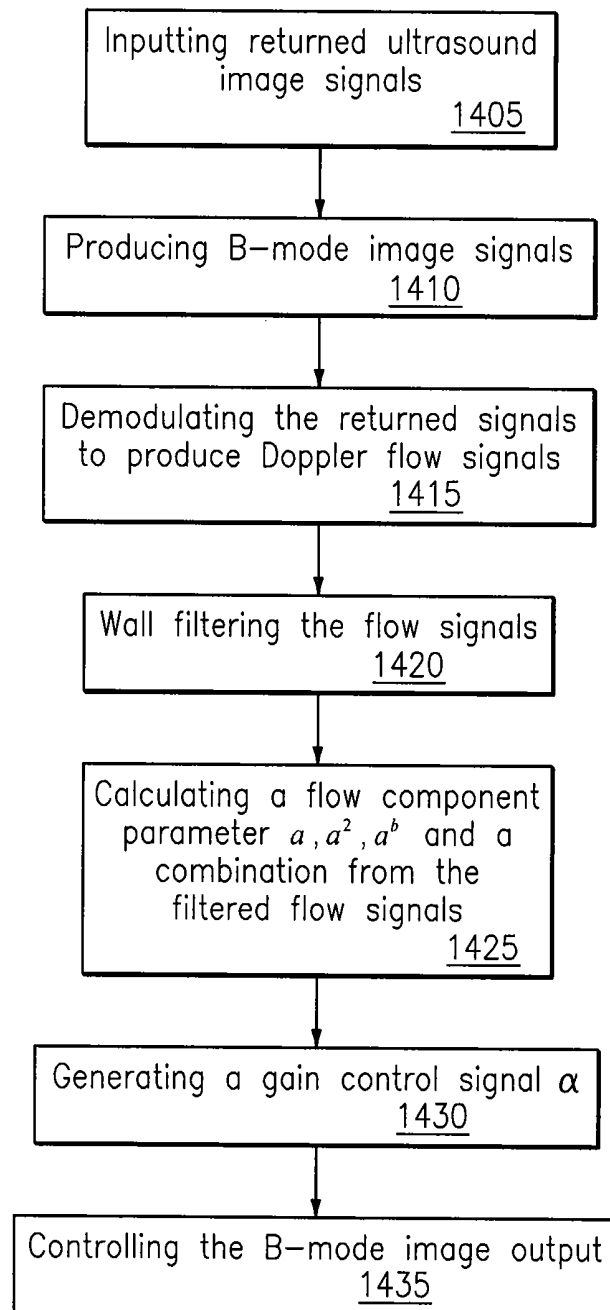 Inputting returned ultrasound
image signals
1405
Producing B-mode image signals
1410
Demodulating the returned signals
to produce Doppler flow signals
1415
Wall filtering the flow signals
1420
Calculating a flow component
parameter a, a², aᵇ and a
combination from the
filtered flow signals
1425
Generating a gain control signal α
1430
Controlling the B-mode image output
1435